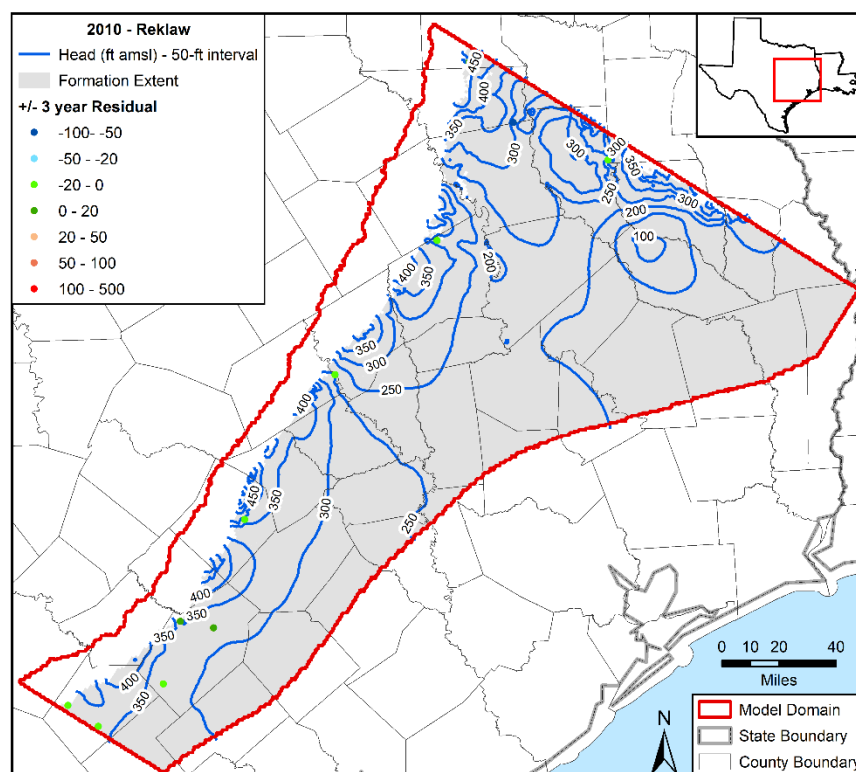 2010 - Reklaw
Head (ft amsl) - 50-ft interval
Formation Extent
+/- 3 year Residual
-100- -50
-50 - -20
-20 - 0
0 - 20
20 - 50
50 - 100
100 - 500
450
400
350
300
300
300
350
250
300
200
100
200
400
350
350
300
250
400
450
350
300
250
400
350
350
400
350
0 10 20 40
Miles
N
Model Domain
State Boundary
County Boundary